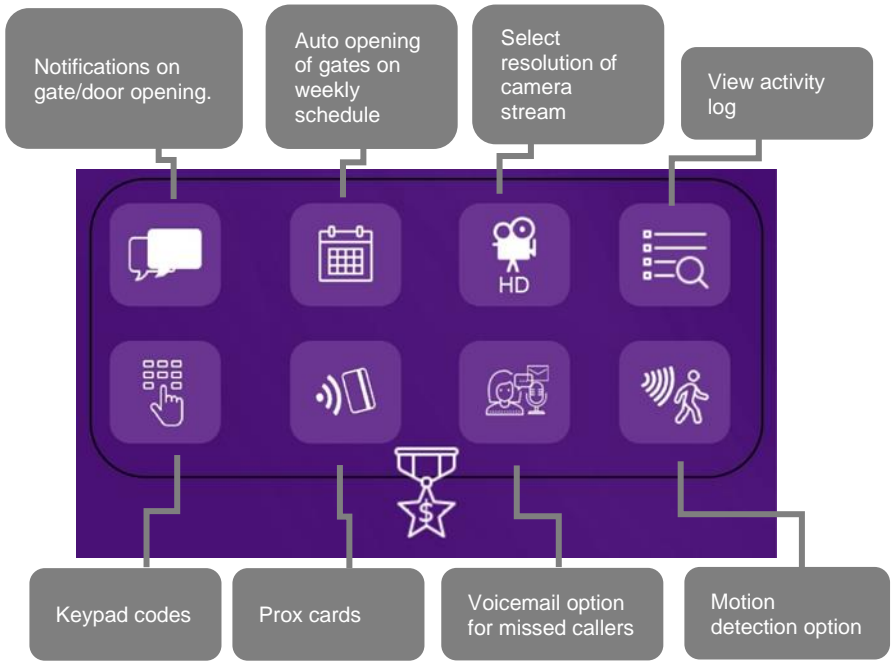 Notifications on
gate/door opening.
Auto opening
of gates on
weekly
schedule
Select
resolution of
camera
stream
View activity
log
HD
$
Keypad codes
Prox cards
Voicemail option
for missed callers
Motion
detection option